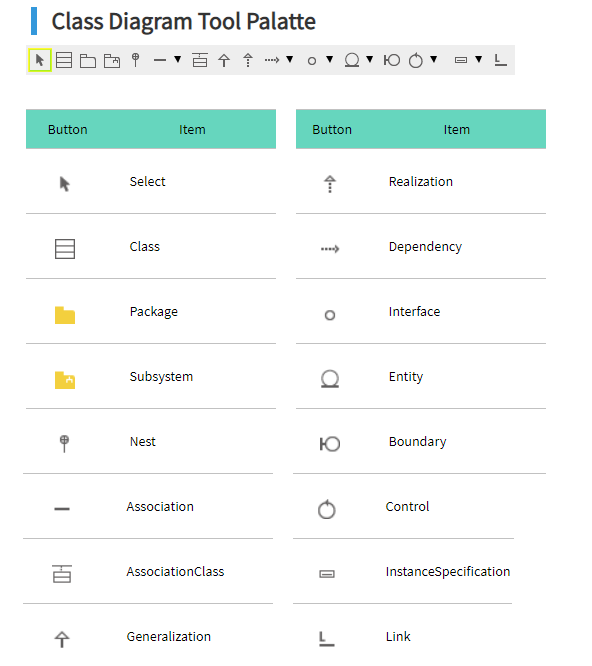 Class Diagram Tool Palatte
Button Item
Select
Class
Package
Subsystem
Nest
Association
AssociationClass
Generalization
Button Item
Realization
Dependency
Interface
Entity
Boundary
Control
InstanceSpecification
Link